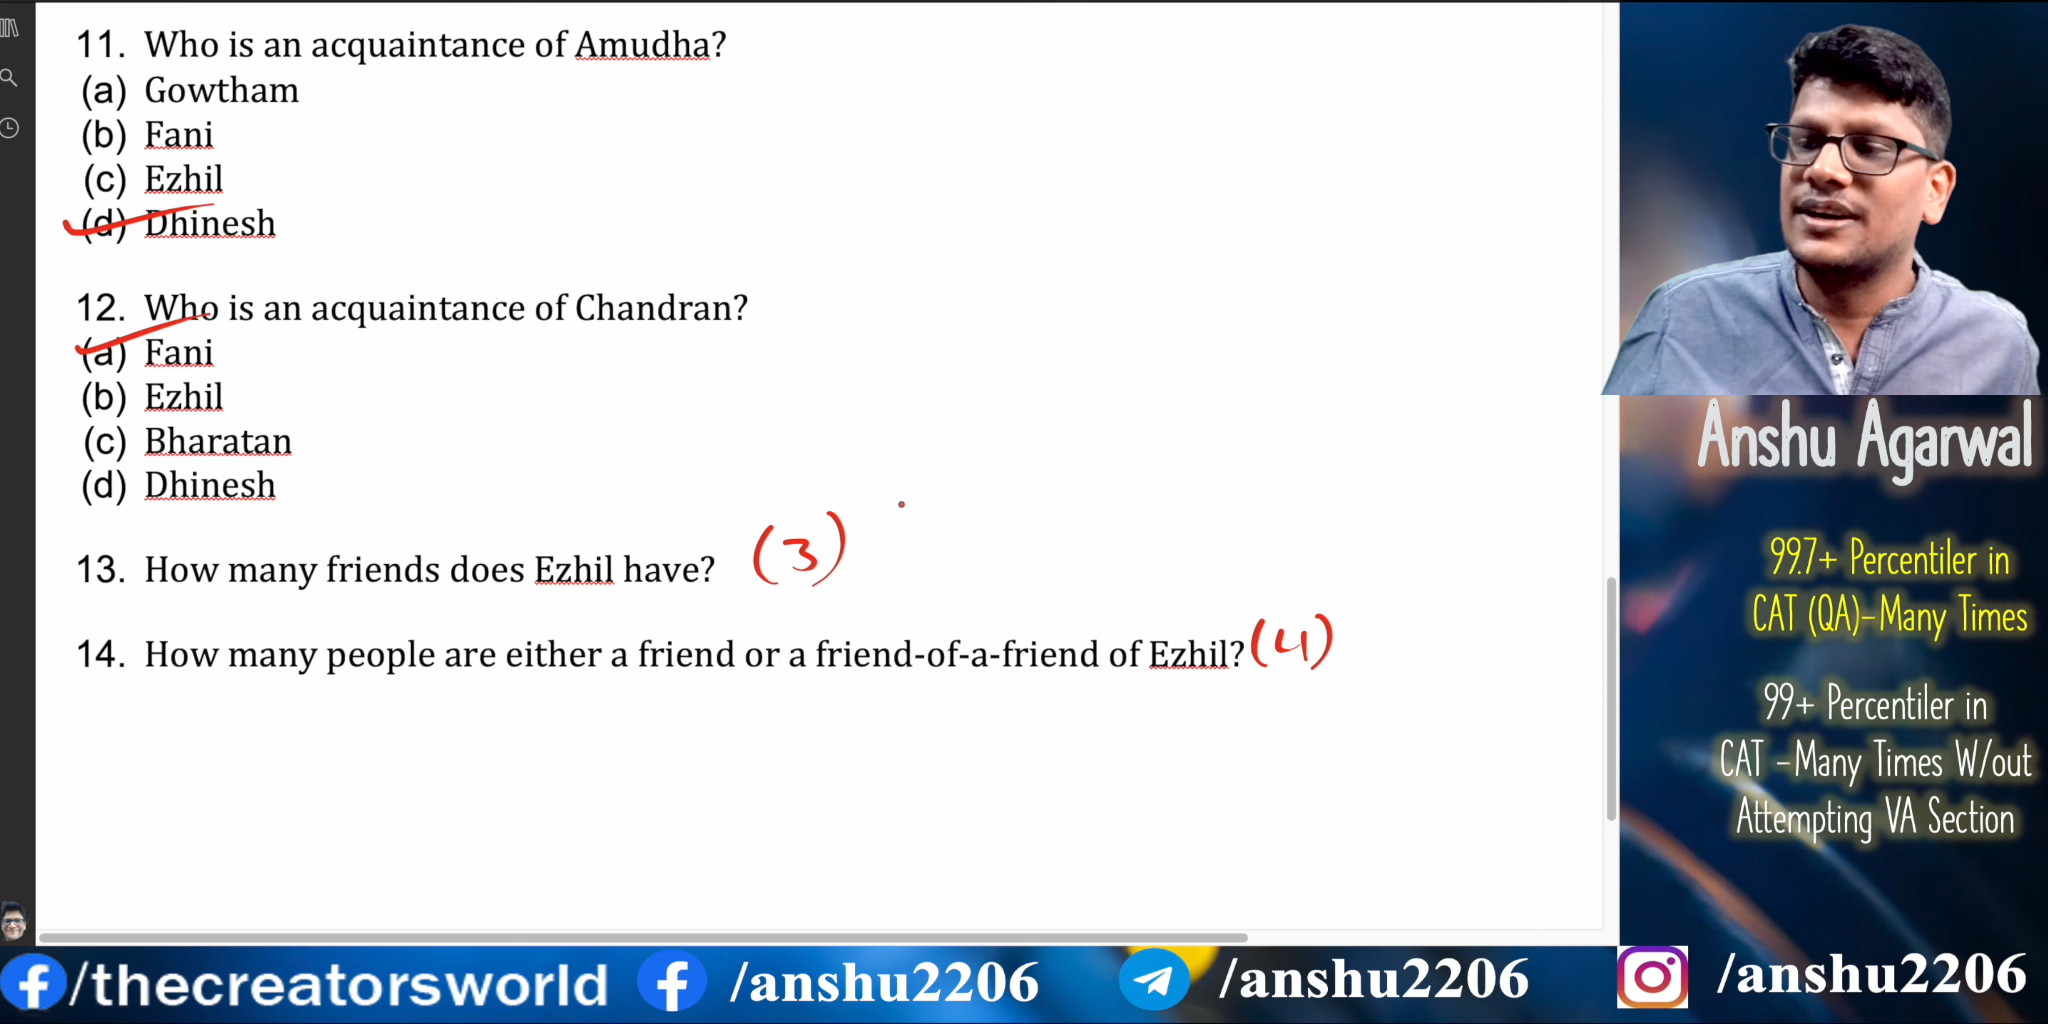 11. Who is an acquaintance of Amudha?
(a) Gowtham
(b) Fani
(c) Ezhil
(d) Dhinesh
12. Who is an acquaintance of Chandran?
(a) Fani
(b) Ezhil
(c) Bharatan
(d) Dhinesh
13. How many friends does Ezhil have? (3)
14. How many people are either a friend or a friend-of-a-friend of Ezhil? (4)
Anshu Agarwal
99.7+ Percentiler in
CAT (QA)-Many Times
99+ Percentiler in
CAT -Many Times W/out
Attempting VA Section
/thecreatorsworld /anshu2206 /anshu2206 /anshu2206